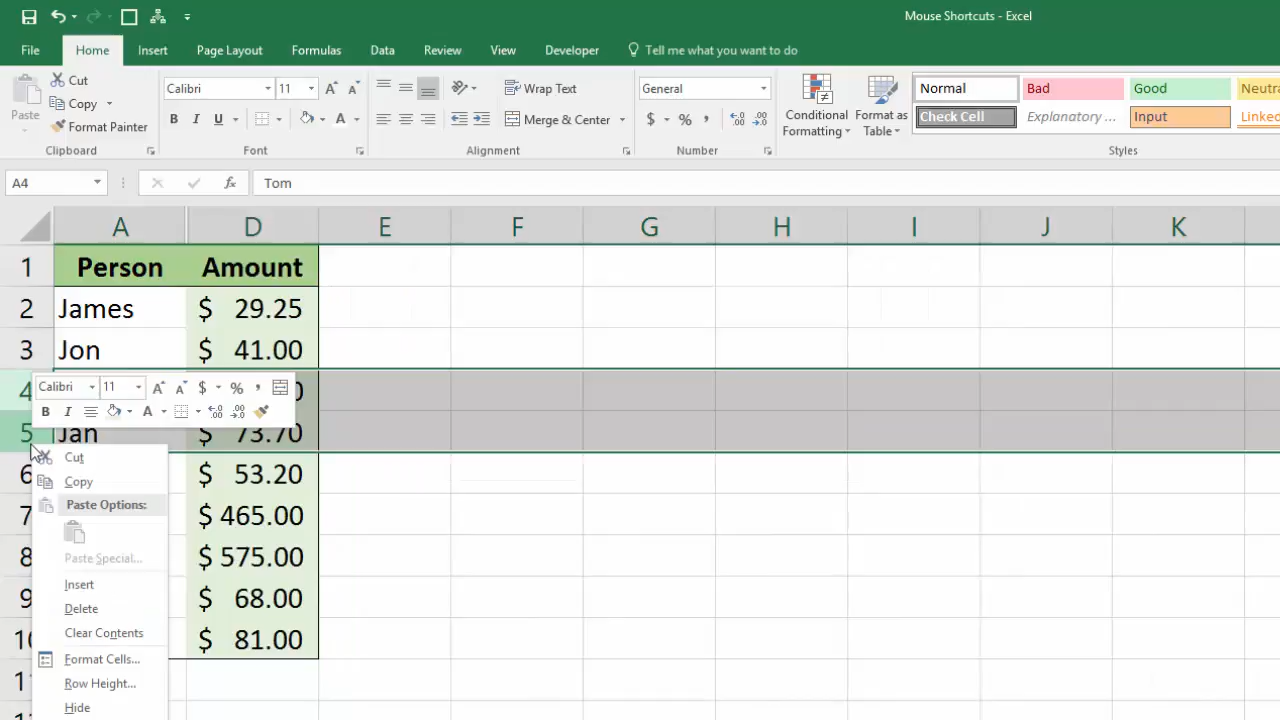 Mouse Shortcuts - Excel
File Home Insert Page Layout Formulas Data Review View Developer Tell me what you want to do
Cut
Copy
Format Painter
Paste
Clipboard
Calibri 11 A A
B I U A
Font
Wrap Text
Merge & Center
Alignment
General
$ % ,
Number
Conditional Formatting
Format as Table
Normal Bad Good Neutra
Check Cell Explanatory ... Input Linked
Styles
A4 fx Tom
A D E F G H I J K
1 Person Amount
2 James $ 29.25
3 Jon $ 41.00
4 0
Calibri 11 A A $ % ,
B I A
5 Jan $ 73.70
6 $ 53.20
7 $ 465.00
8 $ 575.00
9 $ 68.00
10 $ 81.00
11
Cut
Copy
Paste Options:
Paste Special...
Insert
Delete
Clear Contents
Format Cells...
Row Height...
Hide